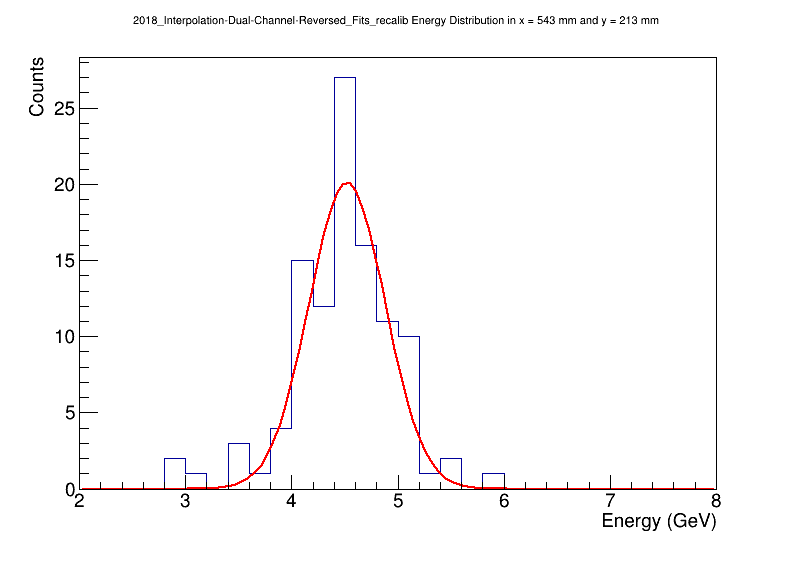 2018_Interpolation-Dual-Channel-Reversed_Fits_recalib Energy Distribution in x = 543 mm and y = 213 mm
Counts
25
20
15
10
5
0
2 3 4 5 6 7 8
Energy (GeV)